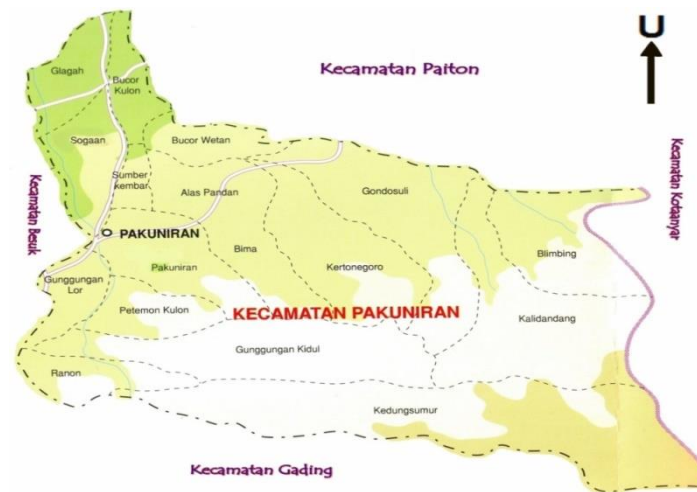 U
Kecamatan Paiton
Glagah
Bucor
Kulon
Sogaan
Bucor Wetan
Sumber
kembar
Alas Pandan
Gondosuli
Kecamatan Besuk
Kecamatan Kotaanyar
PAKUNIRAN
Bima
Blimbing
Pakuniran
Kertonegoro
Gunggungan
Lor
Petemon Kulon
KECAMATAN PAKUNIRAN
Kalidandang
Gunggungan Kidul
Ranon
Kedungsumur
Kecamatan Gading